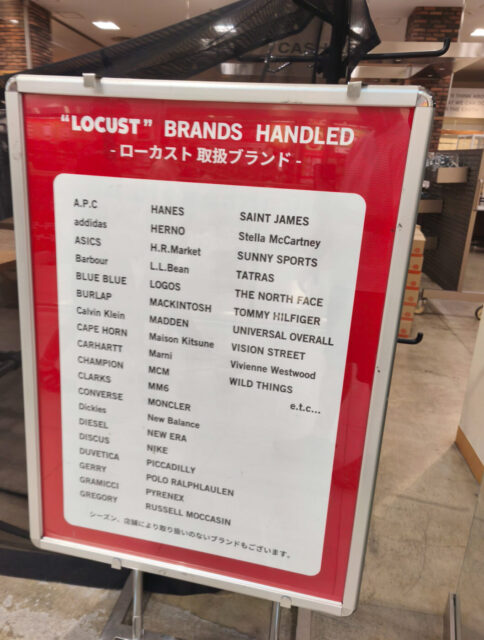 CAS
"LOCUST" BRANDS HANDLED
- ローカスト 取扱ブランド -
A.P.C
adidas
ASICS
Barbour
BLUE BLUE
BURLAP
Calvin Klein
CAPE HORN
CARHARTT
CHAMPION
CLARKS
CONVERSE
Dickies
DIESEL
DISCUS
DUVETICA
GERRY
GRAMICCI
GREGORY
HANES
HERNO
H.R.Market
L.L.Bean
LOGOS
MACKINTOSH
MADDEN
Maison Kitsune
Marni
MCM
MM6
MONCLER
New Balance
NEW ERA
NIKE
PICCADILLY
POLO RALPHLAULEN
PYRENEX
RUSSELL MOCCASIN
SAINT JAMES
Stella McCartney
SUNNY SPORTS
TATRAS
THE NORTH FACE
TOMMY HILFIGER
UNIVERSAL OVERALL
VISION STREET
Vivienne Westwood
WILD THINGS
e.t.c...
シーズン、店舗により取り扱いのないブランドもございます。